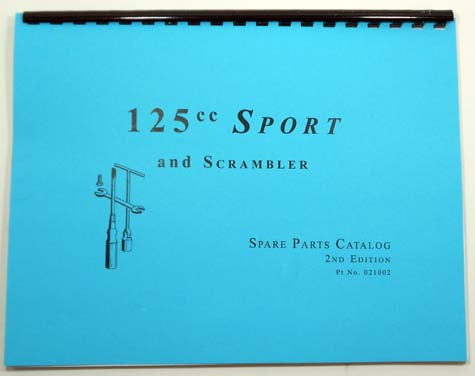 125cc SPORT
and SCRAMBLER
SPARE PARTS CATALOG
2ND EDITION
Pt No. 021002